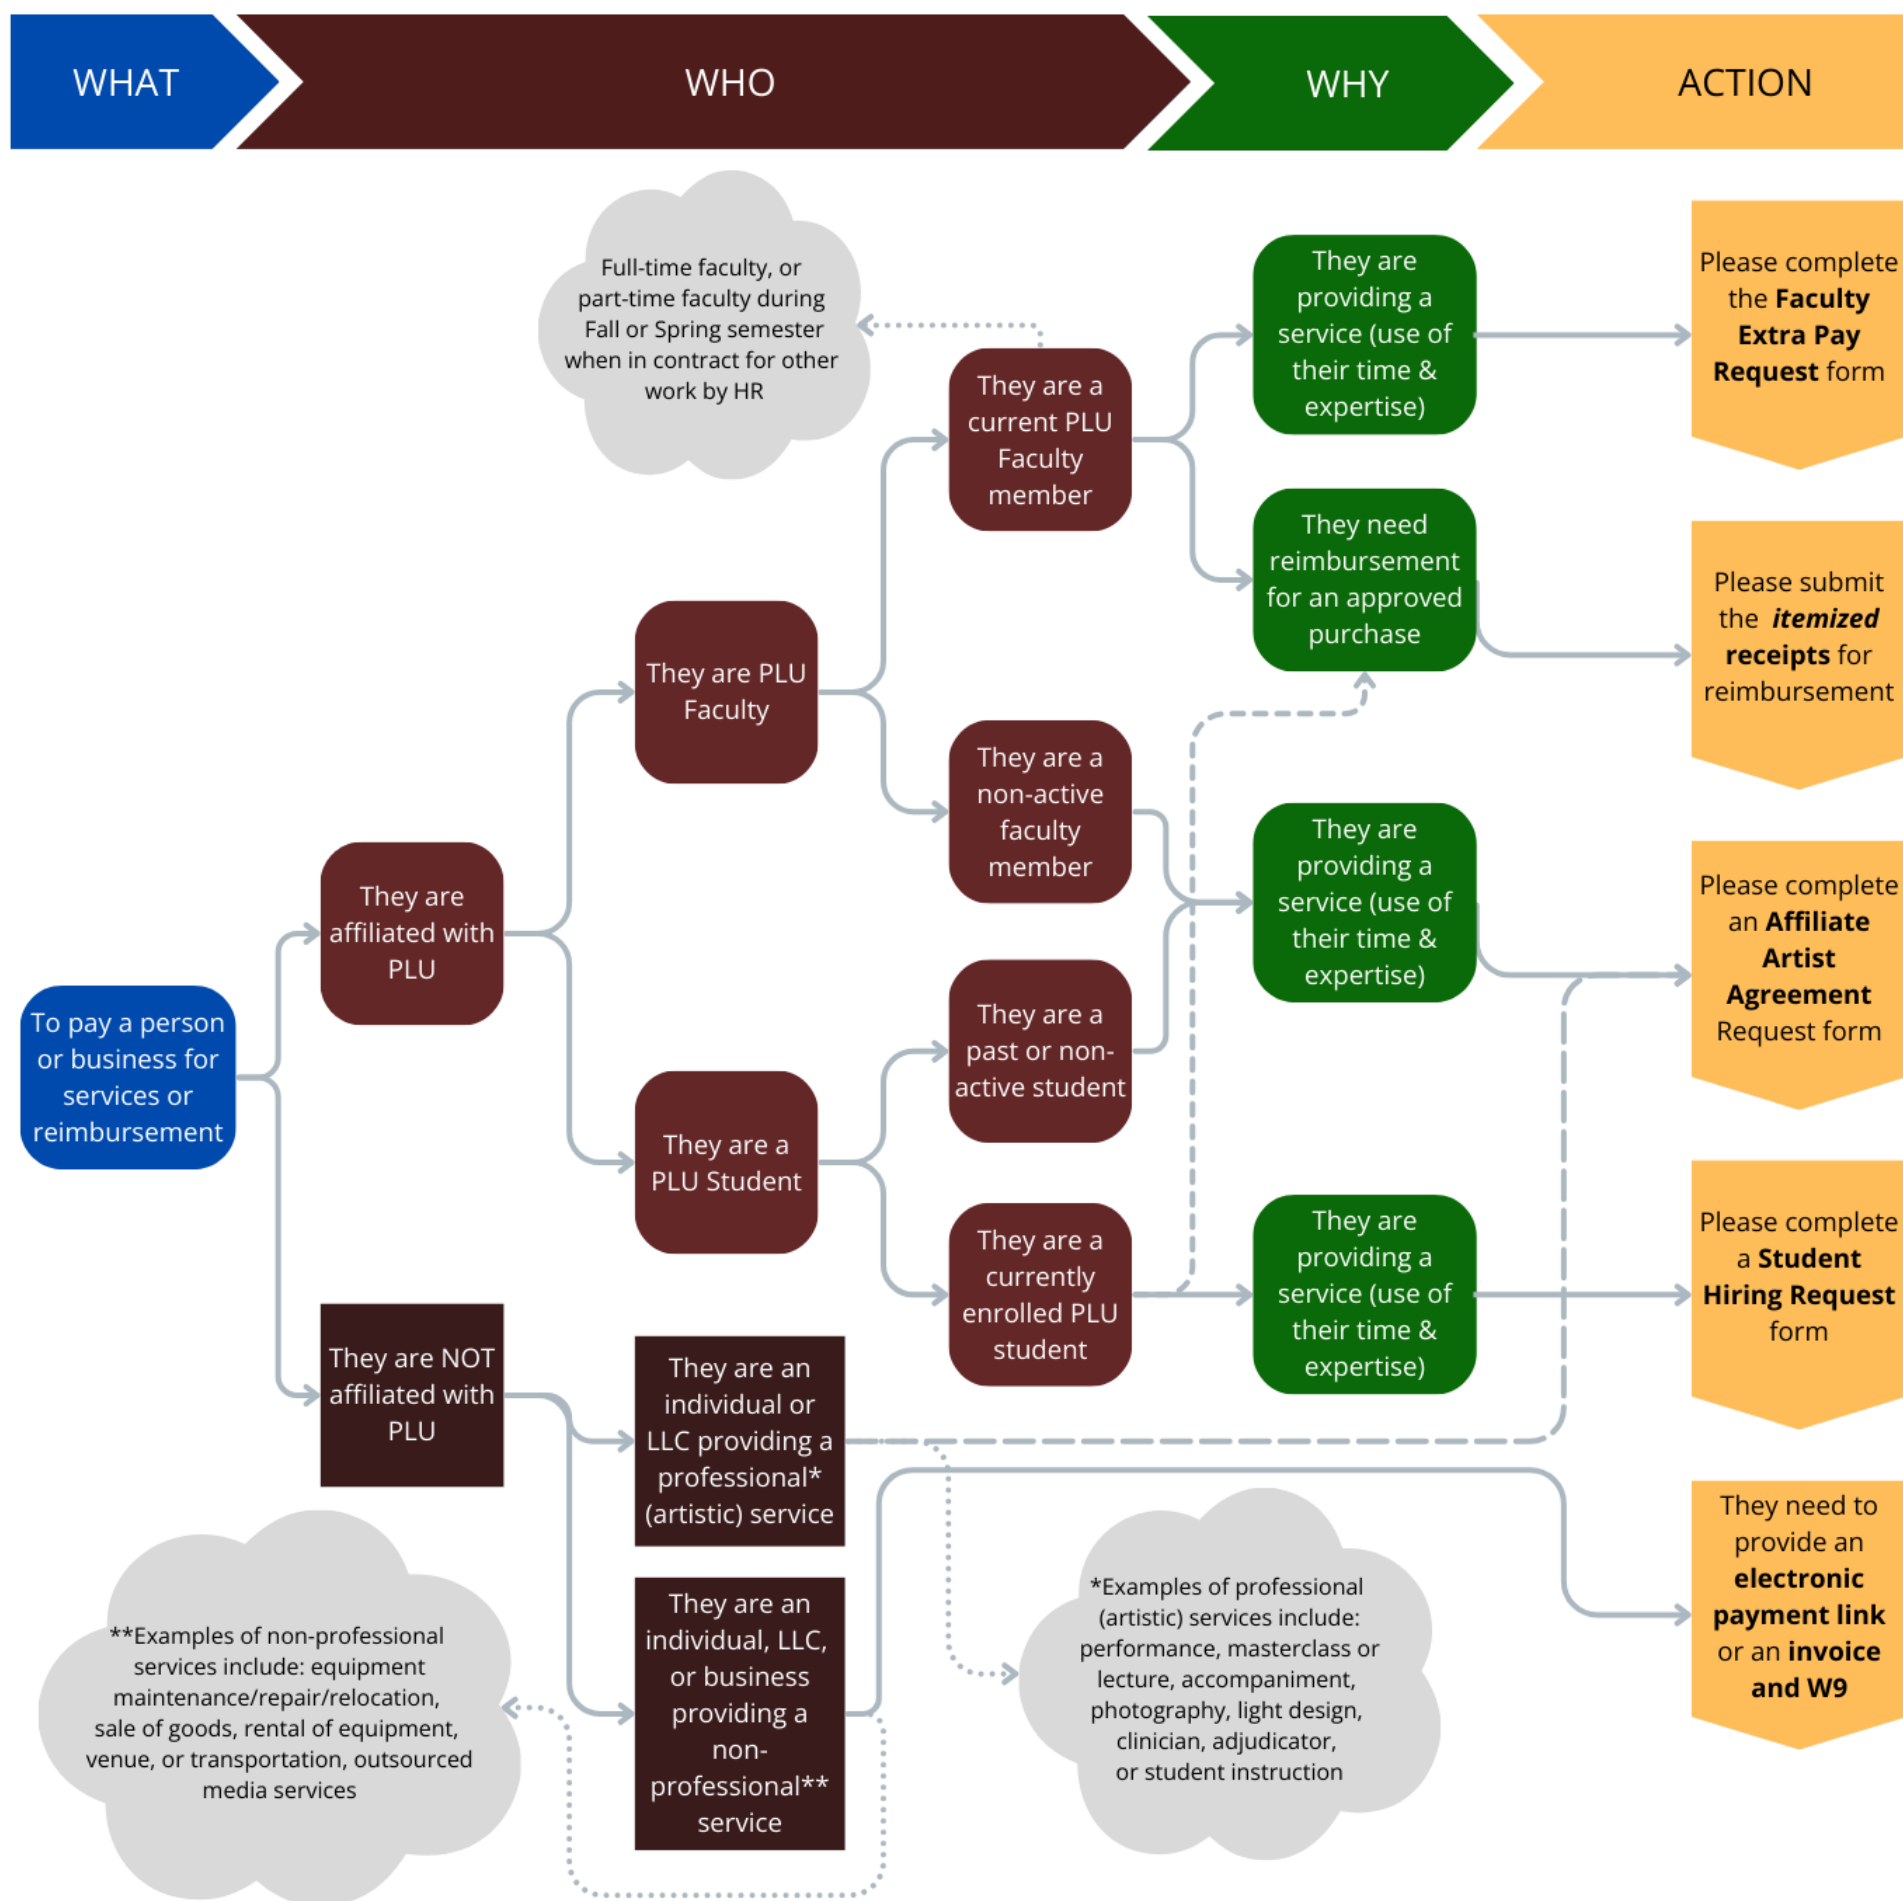 WHAT
WHO
WHY
ACTION
Full-time faculty, or
part-time faculty during
Fall or Spring semester
when in contract for other
work by HR
They are
providing a
service (use of
their time &
expertise)
Please complete
the Faculty
Extra Pay
Request form
They are a
current PLU
Faculty
member
They need
reimbursement
for an approved
purchase
Please submit
the itemized
receipts for
reimbursement
They are PLU
Faculty
They are a
non-active
faculty
member
They are
providing a
service (use of
their time &
expertise)
Please complete
an Affiliate
Artist
Agreement
Request form
They are
affiliated with
PLU
They are a
past or non-
active student
To pay a person
or business for
services or
reimbursement
They are a
PLU Student
They are a
currently
enrolled PLU
student
They are
providing a
service (use of
their time &
expertise)
Please complete
a Student
Hiring Request
form
They are NOT
affiliated with
PLU
They are an
individual or
LLC providing a
professional*
(artistic) service
They need to
provide an
electronic
payment link
or an invoice
and W9
They are an
individual, LLC,
or business
providing a
non-
professional**
service
*Examples of professional
(artistic) services include:
performance, masterclass or
lecture, accompaniment,
photography, light design,
clinician, adjudicator,
or student instruction
**Examples of non-professional
services include: equipment
maintenance/repair/relocation,
sale of goods, rental of equipment,
venue, or transportation, outsourced
media services